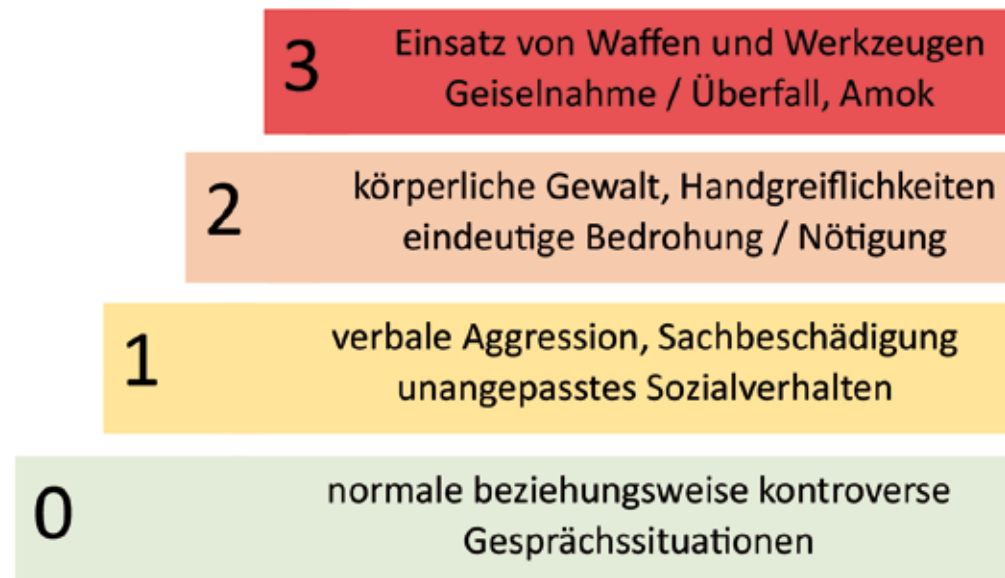 3
Einsatz von Waffen und Werkzeugen
Geiselnahme / Überfall, Amok
2
körperliche Gewalt, Handgreiflichkeiten
eindeutige Bedrohung / Nötigung
1
verbale Aggression, Sachbeschädigung
unangepasstes Sozialverhalten
0
normale beziehungsweise kontroverse
Gesprächssituationen